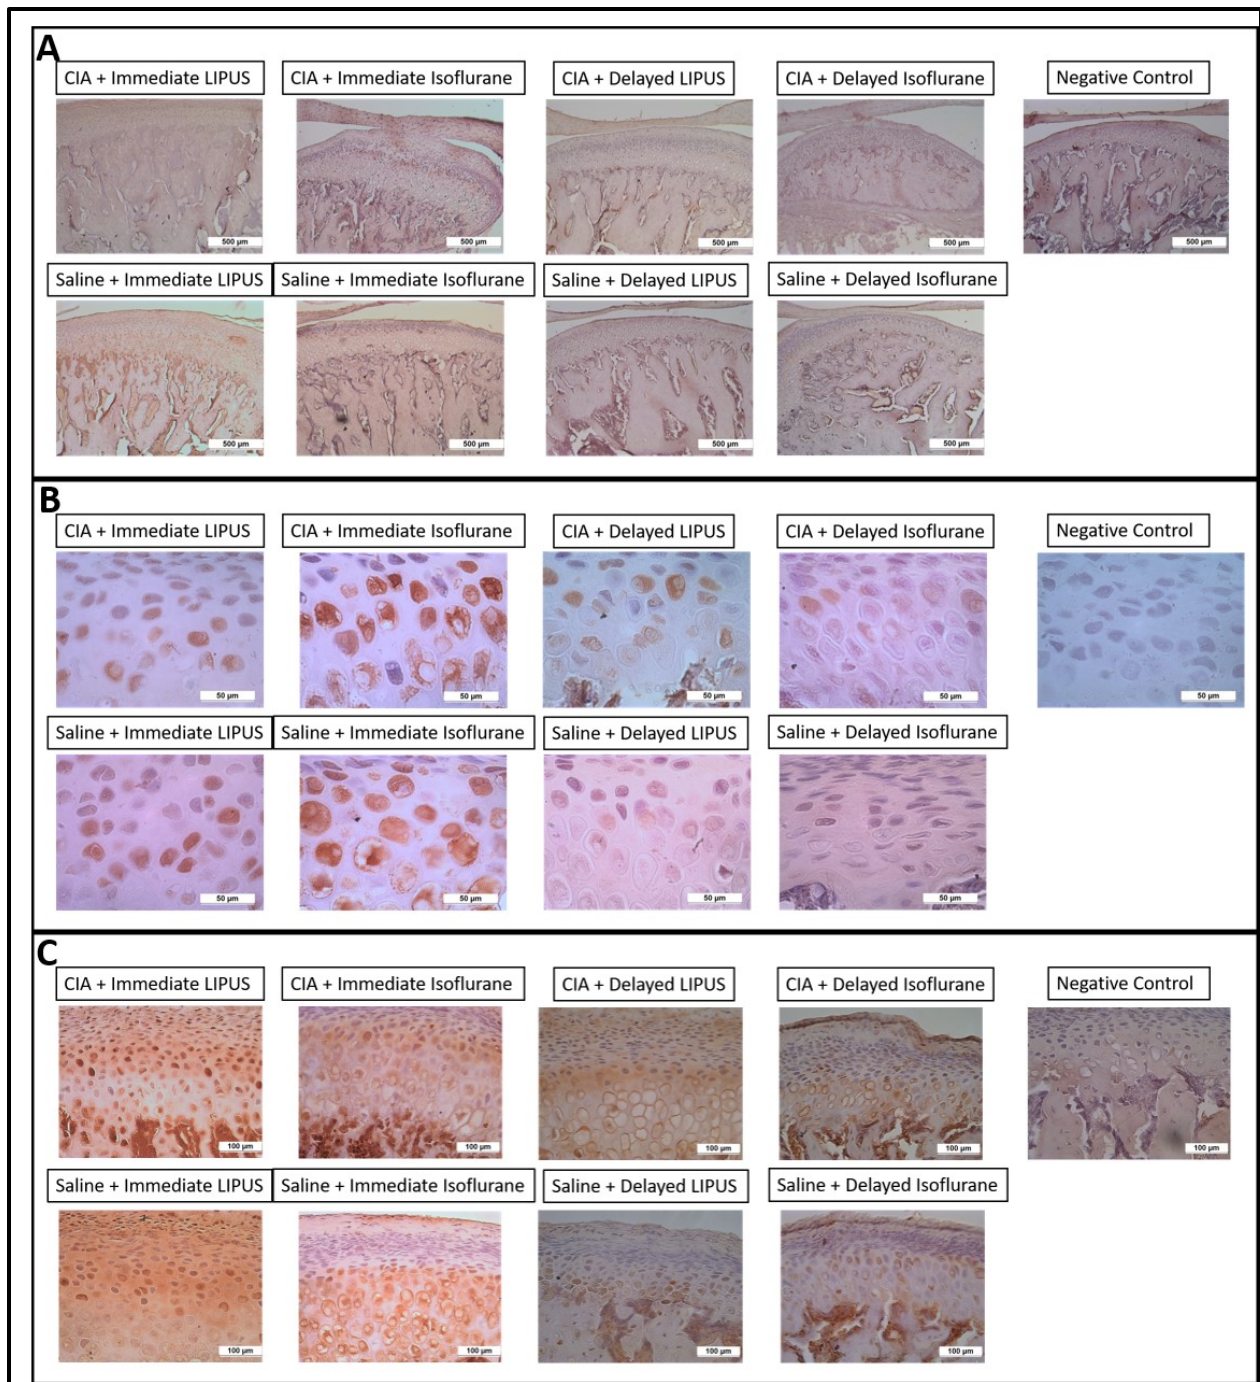 A
CIA + Immediate LIPUS
CIA + Immediate Isoflurane
CIA + Delayed LIPUS
CIA + Delayed Isoflurane
Negative Control
500 µm
500 µm
500 µm
500 µm
500 µm
Saline + Immediate LIPUS
Saline + Immediate Isoflurane
Saline + Delayed LIPUS
Saline + Delayed Isoflurane
500 µm
500 µm
500 µm
500 µm
B
CIA + Immediate LIPUS
CIA + Immediate Isoflurane
CIA + Delayed LIPUS
CIA + Delayed Isoflurane
Negative Control
50 µm
50 µm
50 µm
50 µm
50 µm
Saline + Immediate LIPUS
Saline + Immediate Isoflurane
Saline + Delayed LIPUS
Saline + Delayed Isoflurane
50 µm
50 µm
50 µm
50 µm
C
CIA + Immediate LIPUS
CIA + Immediate Isoflurane
CIA + Delayed LIPUS
CIA + Delayed Isoflurane
Negative Control
100 µm
100 µm
100 µm
100 µm
100 µm
Saline + Immediate LIPUS
Saline + Immediate Isoflurane
Saline + Delayed LIPUS
Saline + Delayed Isoflurane
100 µm
100 µm
100 µm
100 µm